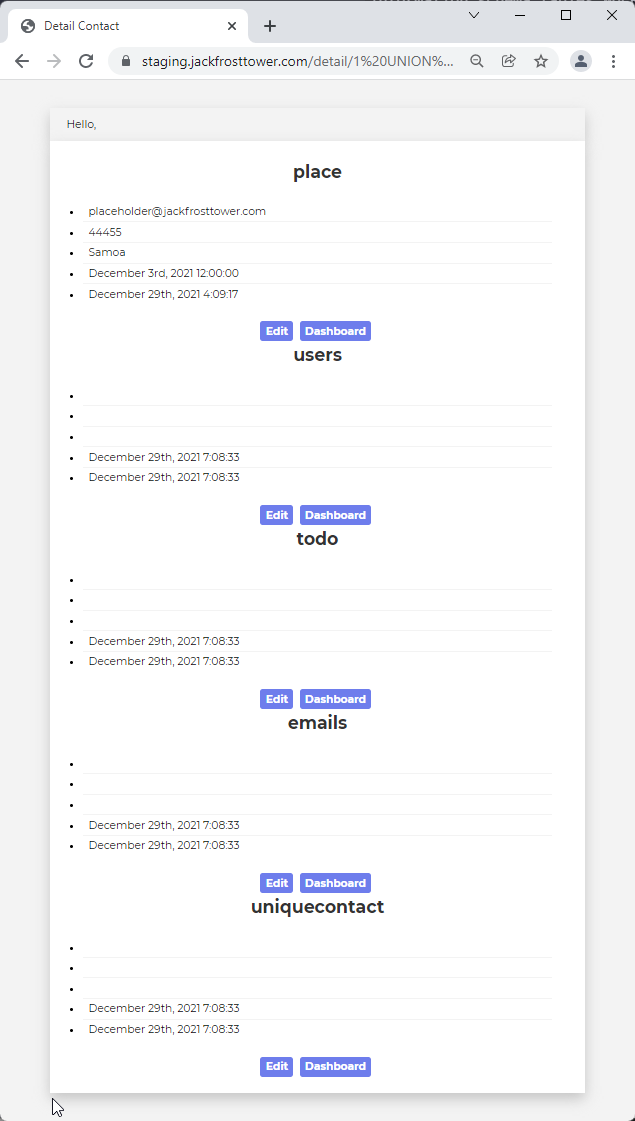 Detail Contact
staging.jackfrosttower.com/detail/1%20UNION%...
Hello,
place
placeholder@jackfrosttower.com
44455
Samoa
December 3rd, 2021 12:00:00
December 29th, 2021 4:09:17
Edit Dashboard
users
December 29th, 2021 7:08:33
December 29th, 2021 7:08:33
Edit Dashboard
todo
December 29th, 2021 7:08:33
December 29th, 2021 7:08:33
Edit Dashboard
emails
December 29th, 2021 7:08:33
December 29th, 2021 7:08:33
Edit Dashboard
uniquecontact
December 29th, 2021 7:08:33
December 29th, 2021 7:08:33
Edit Dashboard